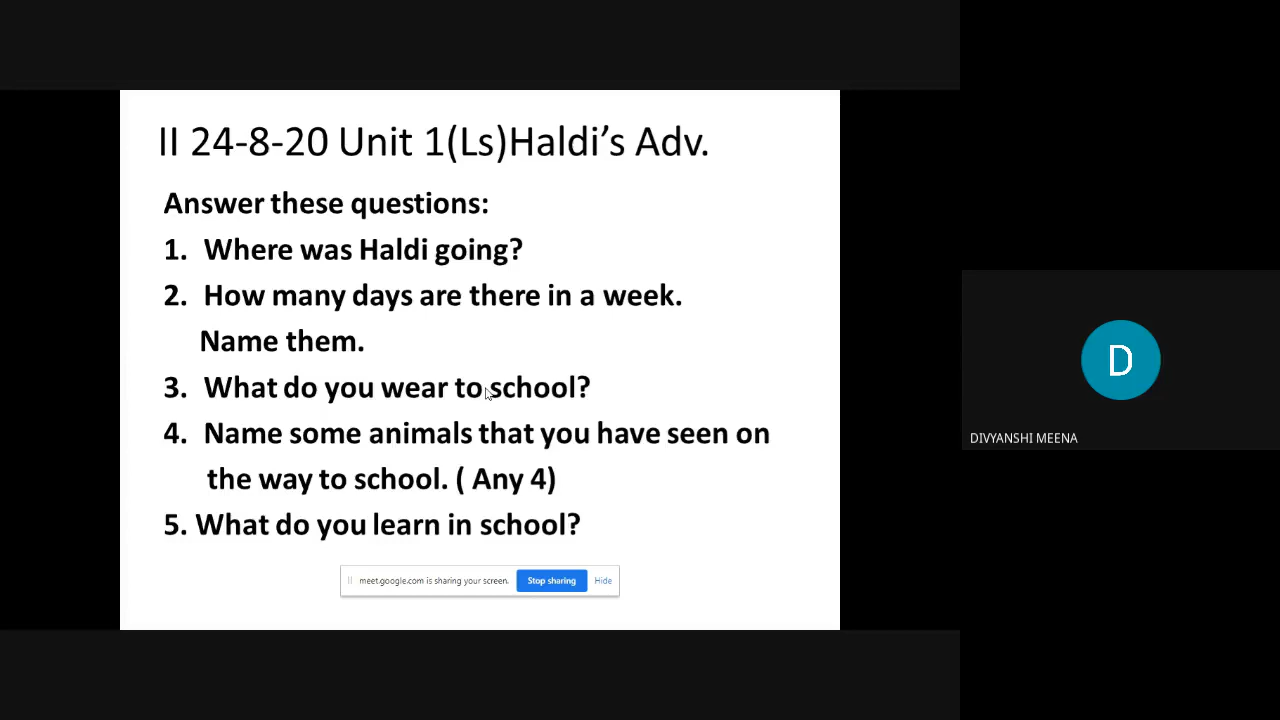 II 24-8-20 Unit 1(Ls)Haldi’s Adv.
Answer these questions:
1. Where was Haldi going?
2. How many days are there in a week.
Name them.
3. What do you wear to school?
4. Name some animals that you have seen on
the way to school. ( Any 4)
5. What do you learn in school?
meet.google.com is sharing your screen. Stop sharing Hide
D
DIVYANSHI MEENA